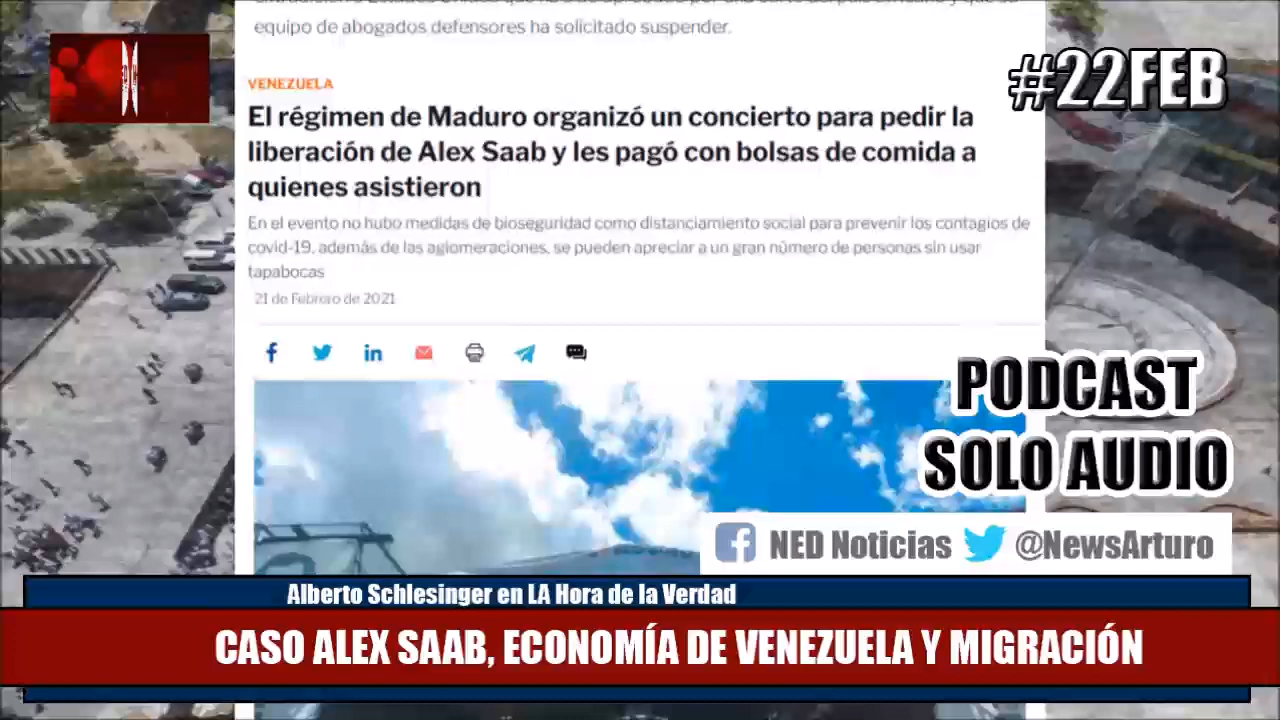 equipo de abogados defensores ha solicitado suspender.
#22FEB
VENEZUELA
El régimen de Maduro organizó un concierto para pedir la
liberación de Alex Saab y les pagó con bolsas de comida a
quienes asistieron
En el evento no hubo medidas de bioseguridad como distanciamiento social para prevenir los contagios de
covid-19, además de las aglomeraciones, se pueden apreciar a un gran número de personas sin usar
tapabocas
21 de Febrero de 2021
PODCAST
SOLO AUDIO
NED Noticias @NewsArturo
Alberto Schlesinger en LA Hora de la Verdad
CASO ALEX SAAB, ECONOMÍA DE VENEZUELA Y MIGRACIÓN